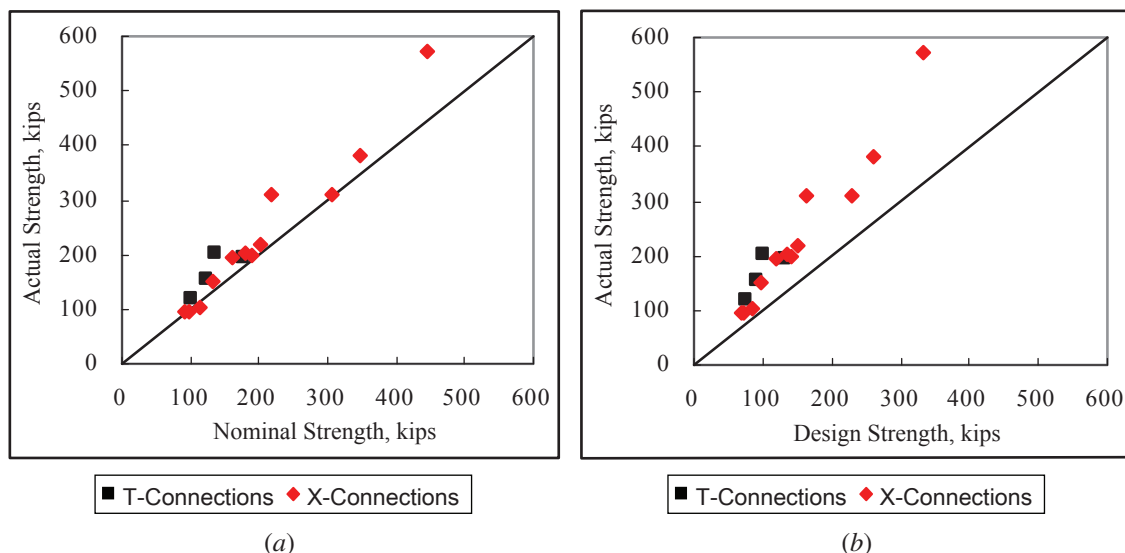 600
500
400
300
200
100
0
Actual Strength, kips
0 100 200 300 400 500 600
Nominal Strength, kips
T-Connections X-Connections
(a)
600
500
400
300
200
100
0
Actual Strength, kips
0 100 200 300 400 500 600
Design Strength, kips
T-Connections X-Connections
(b)